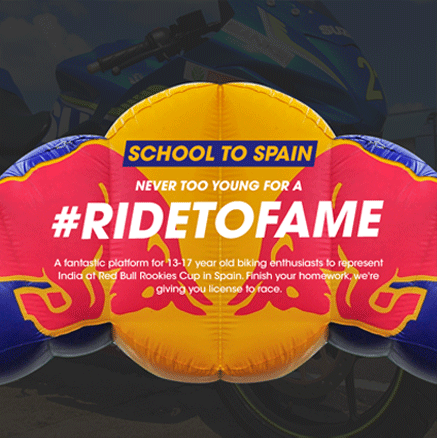 SCHOOL TO SPAIN
NEVER TOO YOUNG FOR A
#RIDETOFAME
A fantastic platform for 13-17 year old biking enthusiasts to represent
India at Red Bull Rookies Cup in Spain. Finish your homework, we're
giving you license to race.